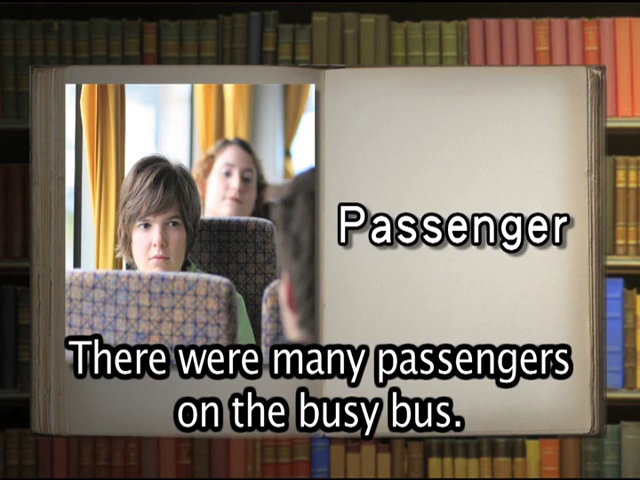 Passenger
There were many passengers
on the busy bus.